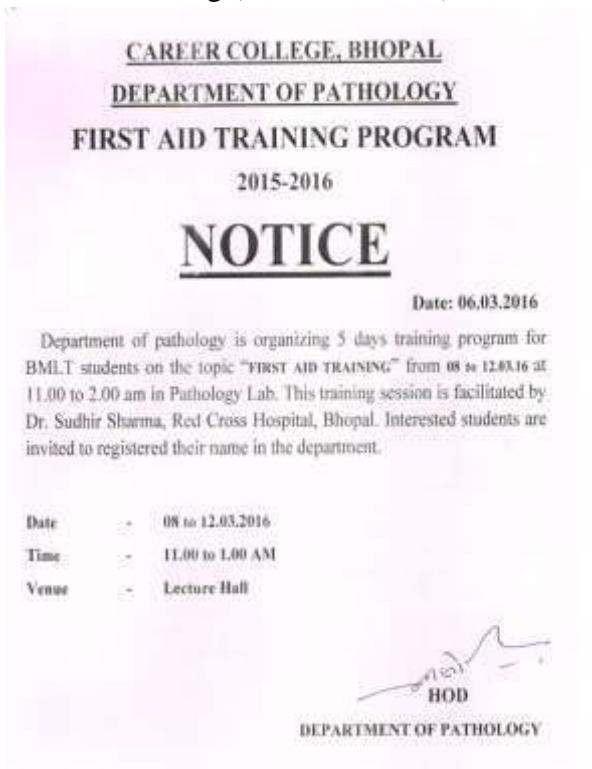 CAREER COLLEGE, BHOPAL
DEPARTMENT OF PATHOLOGY
FIRST AID TRAINING PROGRAM
2015-2016
NOTICE
Date: 06.03.2016
Department of pathology is organizing 5 days training program for
BMLT students on the topic "FIRST AID TRAINING" from 08 to 12.03.16 at
11.00 to 2.00 am in Pathology Lab. This training session is facilitated by
Dr. Sudhir Sharma, Red Cross Hospital, Bhopal. Interested students are
invited to registered their name in the department.
Date - 08 to 12.03.2016
Time - 11.00 to 1.00 AM
Venue - Lecture Hall
HOD
DEPARTMENT OF PATHOLOGY